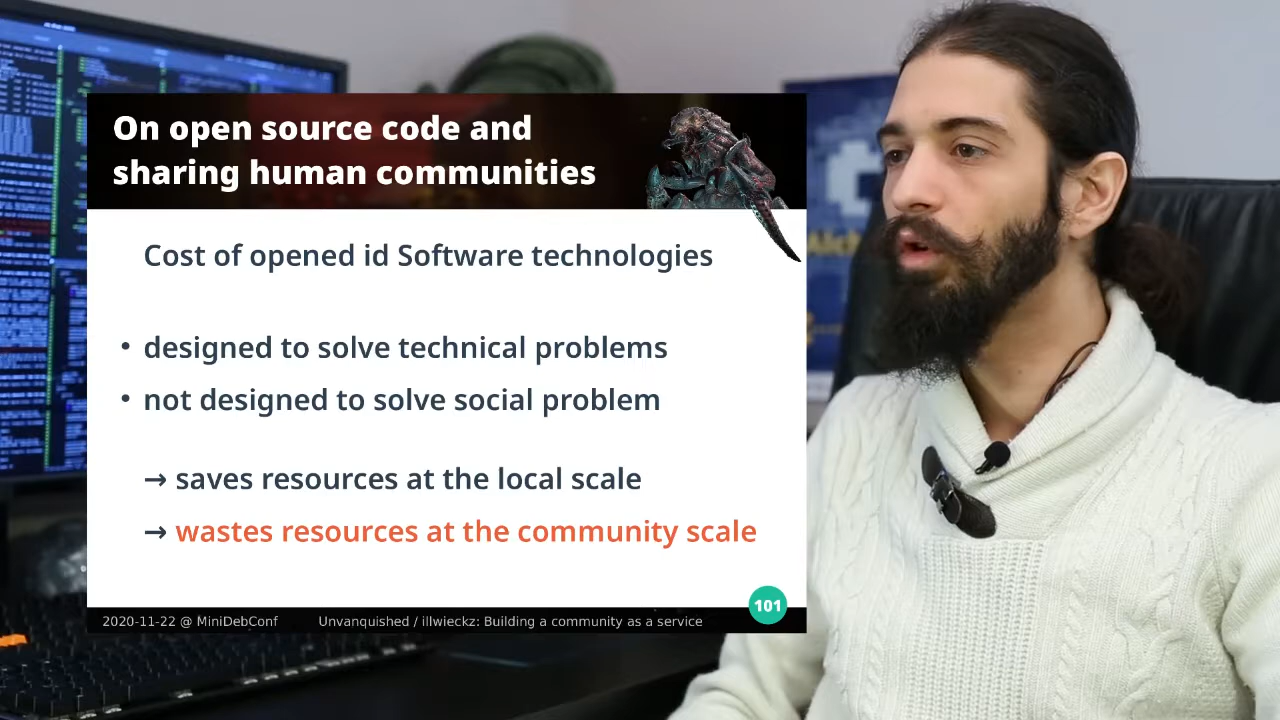 On open source code and
sharing human communities
Cost of opened id Software technologies
• designed to solve technical problems
• not designed to solve social problem
→ saves resources at the local scale
→ wastes resources at the community scale
101
2020-11-22 @ MiniDebConf Unvanquished / illwieckz: Building a community as a service